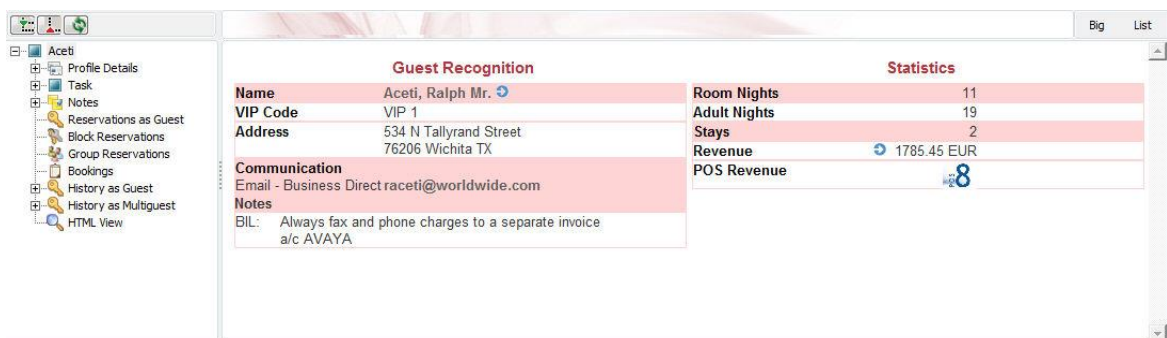 Big List
Aceti
Profile Details
Task
Notes
Reservations as Guest
Block Reservations
Group Reservations
Bookings
History as Guest
History as Multiguest
HTML View
Guest Recognition
Name Aceti, Ralph Mr.
VIP Code VIP 1
Address 534 N Tallyrand Street
76206 Wichita TX
Communication
Email - Business Direct raceti@worldwide.com
Notes
BIL: Always fax and phone charges to a separate invoice
a/c AVAYA
Statistics
Room Nights 11
Adult Nights 19
Stays 2
Revenue 1785.45 EUR
POS Revenue 8